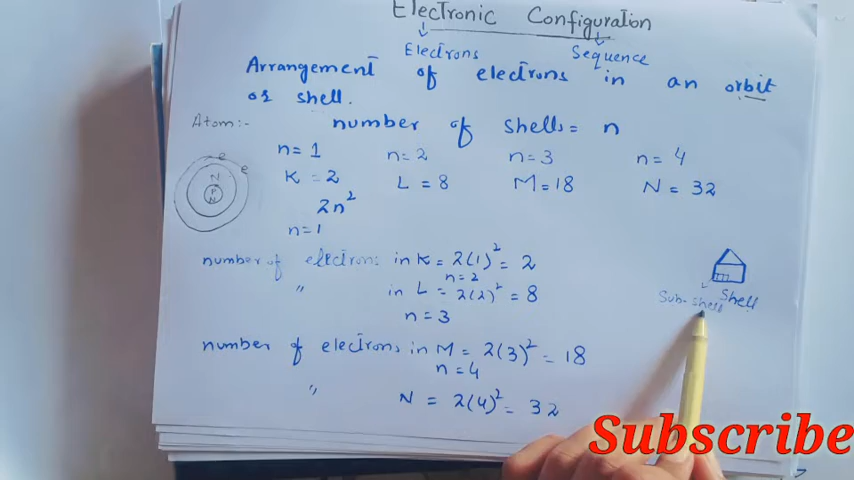 Electronic Configuration
Electrons Sequence
Arrangement of electrons in an orbit
or shell.
Atom:- number of shells = n
n=1 n=2 n=3 n=4
K=2 L=8 M=18 N=32
2n²
n=1
e
e
N
P
N
number of electrons in K = 2(1)² = 2
n=2
" in L = 2(2)² = 8
n=3
Sub-shell Shell
number of electrons in M = 2(3)² = 18
n=4
" N = 2(4)² = 32
Subscribe